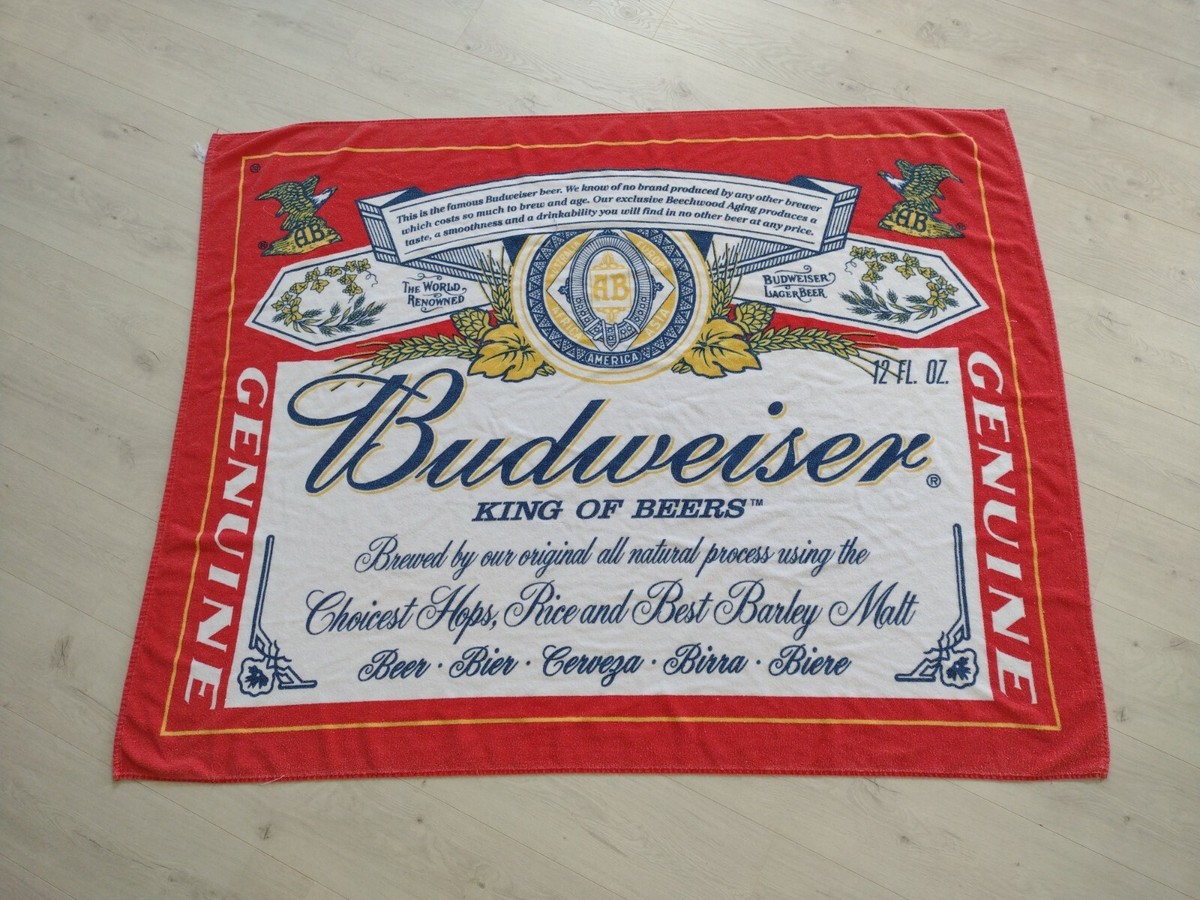 This is the famous Budweiser beer. We know of no brand produced by any other brewer
which costs so much to brew and age. Our exclusive Beechwood Aging produces a
taste, a smoothness and a drinkability you will find in no other beer at any price.
®
®
AB
AB
THE WORLD
RENOWNED
AB
ASIA
AMERICA
BUDWEISER
LAGER BEER
12 FL. OZ.
GENUINE
Budweiser®
KING OF BEERS™
Brewed by our original all natural process using the
Choicest Hops, Rice and Best Barley Malt
Beer · Bier · Cerveza · Birra · Biere
GENUINE